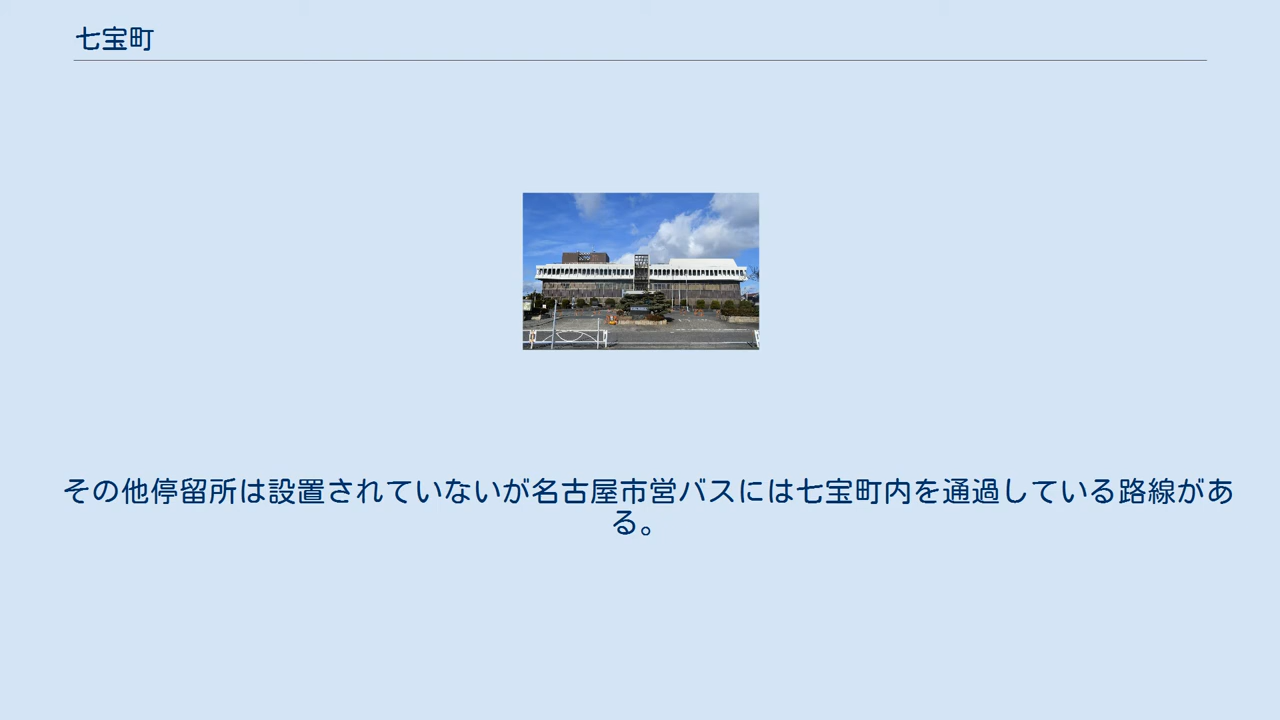 七宝町
その他停留所は設置されていないが名古屋市営バスには七宝町内を通過している路線があ
る。